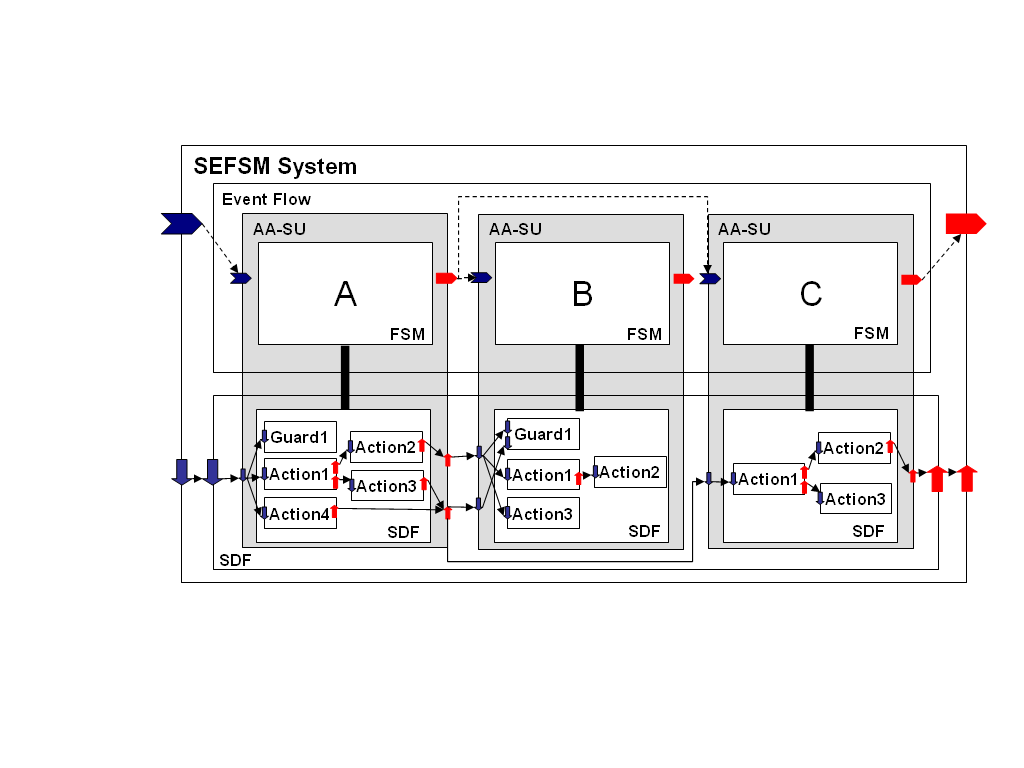 SEFSM System
Event Flow
AA-SU
A
FSM
AA-SU
B
FSM
AA-SU
C
FSM
Guard1
Action1
Action2
Action3
Action4
SDF
Guard1
Action1
Action2
Action3
SDF
Action1
Action2
Action3
SDF
SDF